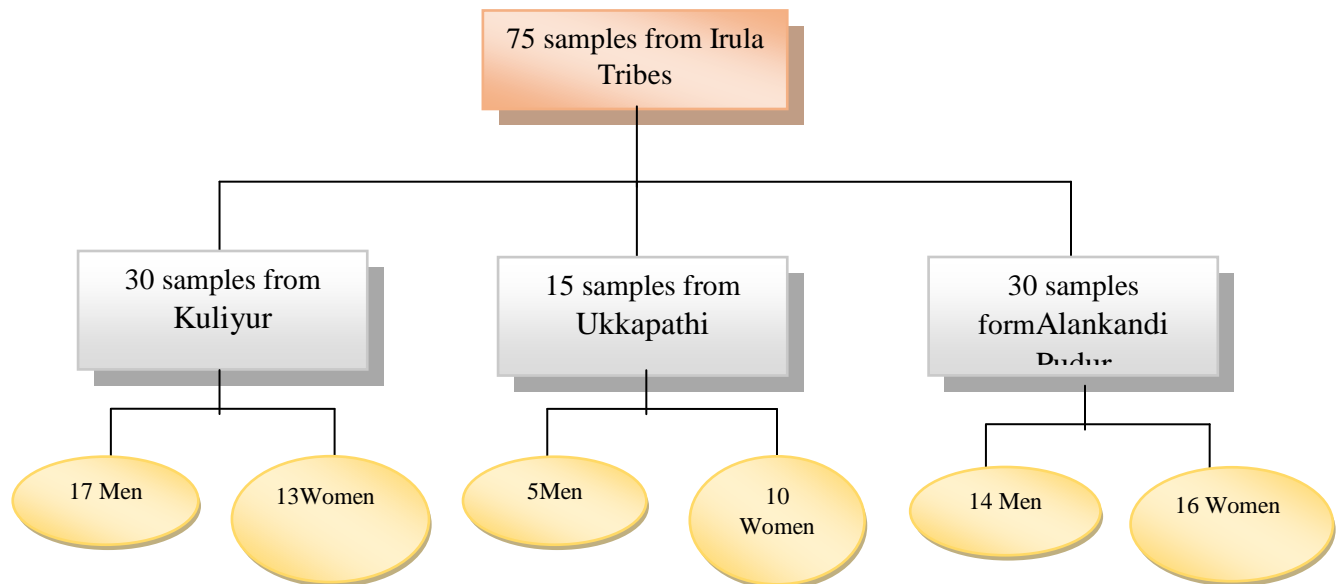 75 samples from Irula
Tribes
30 samples from
Kuliyur
15 samples from
Ukkapathi
30 samples
formAlankandi
Pudur
17 Men
13Women
5Men
10
Women
14 Men
16 Women